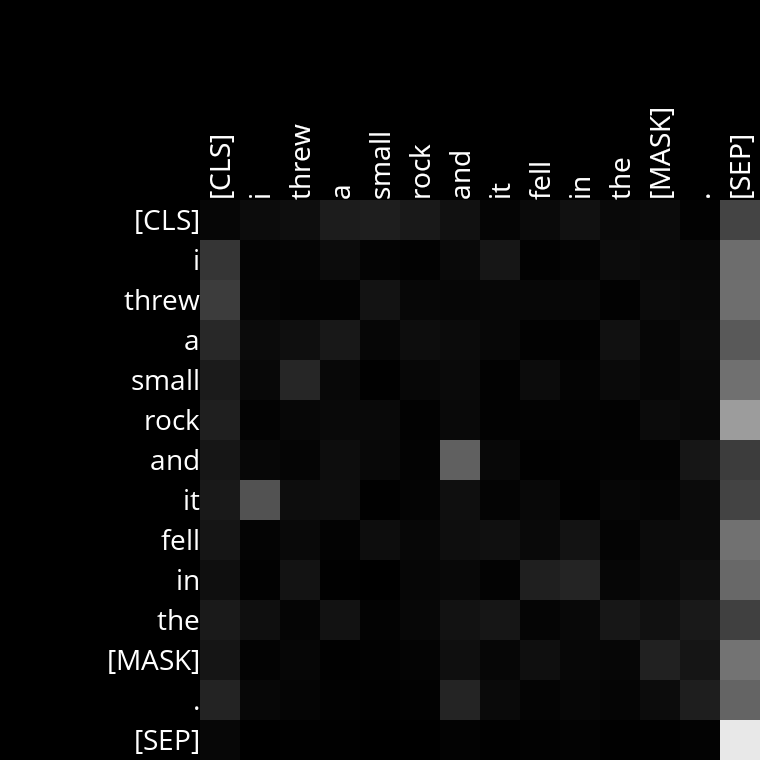 [CLS] i threw a small rock and it fell in the [MASK] . [SEP]
[CLS]
i
threw
a
small
rock
and
it
fell
in
the
[MASK]
.
[SEP]